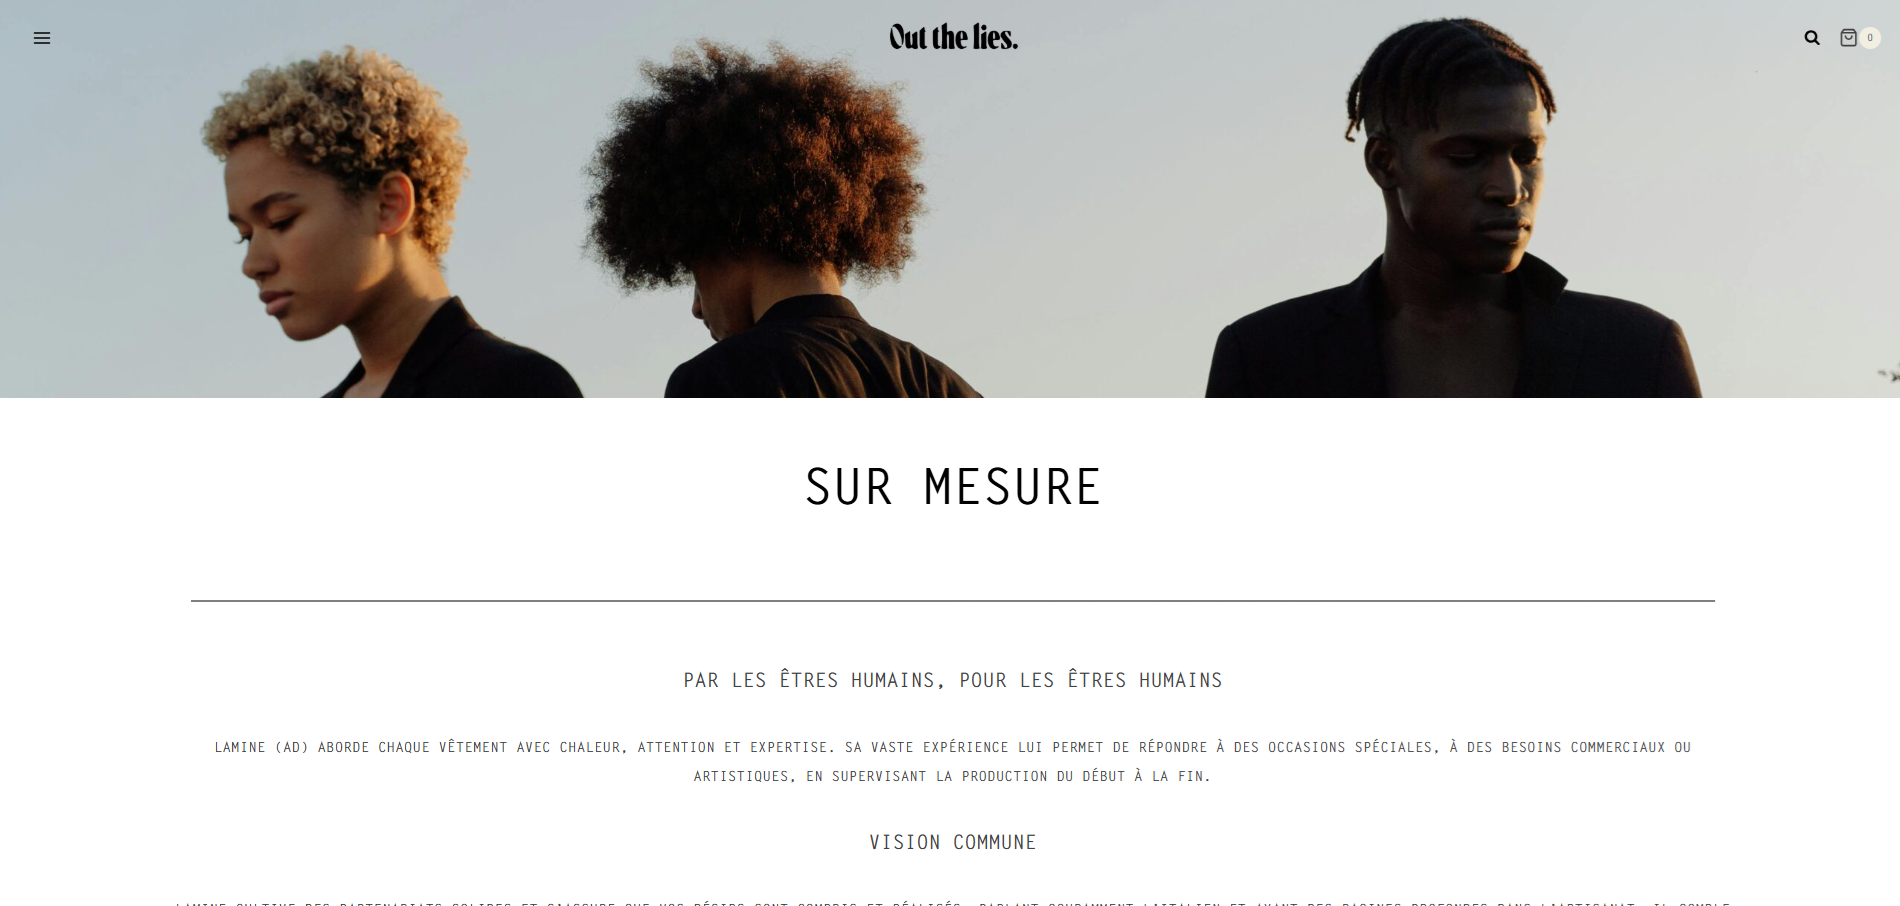 Out the lies.
0
SUR MESURE
PAR LES ÊTRES HUMAINS, POUR LES ÊTRES HUMAINS
LAMINE (AD) ABORDE CHAQUE VÊTEMENT AVEC CHALEUR, ATTENTION ET EXPERTISE. SA VASTE EXPÉRIENCE LUI PERMET DE RÉPONDRE À DES OCCASIONS SPÉCIALES, À DES BESOINS COMMERCIAUX OU
ARTISTIQUES, EN SUPERVISANT LA PRODUCTION DU DÉBUT À LA FIN.
VISION COMMUNE